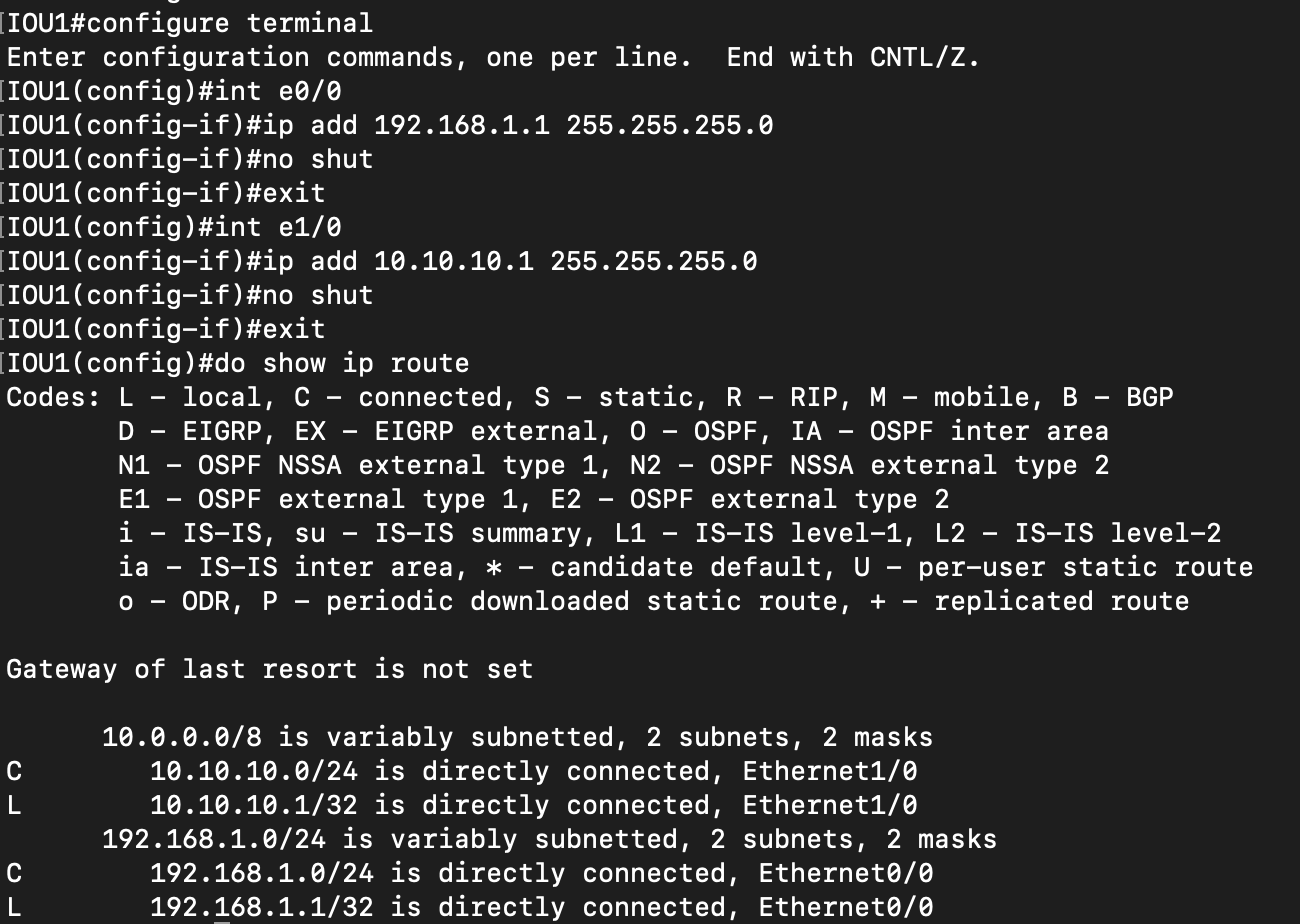 [IOU1#configure terminal
Enter configuration commands, one per line.  End with CNTL/Z.
[IOU1(config)#int e0/0
[IOU1(config-if)#ip add 192.168.1.1 255.255.255.0
[IOU1(config-if)#no shut
[IOU1(config-if)#exit
[IOU1(config)#int e1/0
[IOU1(config-if)#ip add 10.10.10.1 255.255.255.0
[IOU1(config-if)#no shut
[IOU1(config-if)#exit
[IOU1(config)#do show ip route
Codes: L - local, C - connected, S - static, R - RIP, M - mobile, B - BGP
       D - EIGRP, EX - EIGRP external, O - OSPF, IA - OSPF inter area
       N1 - OSPF NSSA external type 1, N2 - OSPF NSSA external type 2
       E1 - OSPF external type 1, E2 - OSPF external type 2
       i - IS-IS, su - IS-IS summary, L1 - IS-IS level-1, L2 - IS-IS level-2
       ia - IS-IS inter area, * - candidate default, U - per-user static route
       o - ODR, P - periodic downloaded static route, + - replicated route
Gateway of last resort is not set
      10.0.0.0/8 is variably subnetted, 2 subnets, 2 masks
C        10.10.10.0/24 is directly connected, Ethernet1/0
L        10.10.10.1/32 is directly connected, Ethernet1/0
      192.168.1.0/24 is variably subnetted, 2 subnets, 2 masks
C        192.168.1.0/24 is directly connected, Ethernet0/0
L        192.168.1.1/32 is directly connected, Ethernet0/0